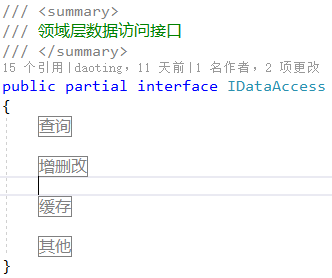 /// <summary>
/// 领域层数据访问接口
/// </summary>
15 个引用|daoting，11 天前|1 名作者，2 项更改
public partial interface IDataAccess
{
查询
增删改
缓存
其他
}